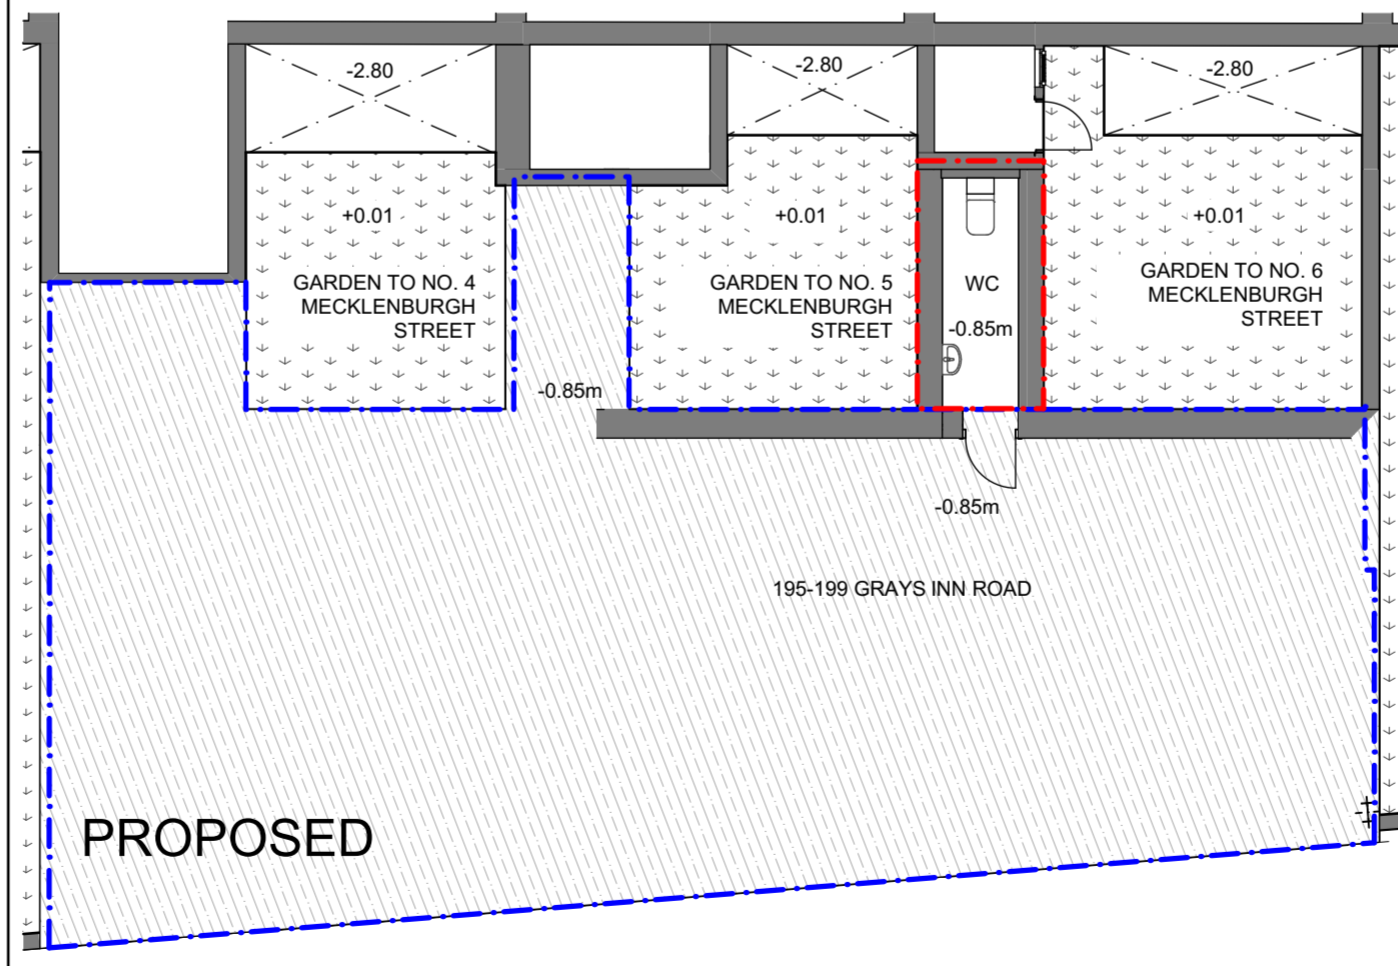 -2.80
-2.80
-2.80
+0.01
GARDEN TO NO. 4
MECKLENBURGH
STREET
+0.01
GARDEN TO NO. 5
MECKLENBURGH
STREET
WC
-0.85m
+0.01
GARDEN TO NO. 6
MECKLENBURGH
STREET
-0.85m
-0.85m
195-199 GRAYS INN ROAD
PROPOSED